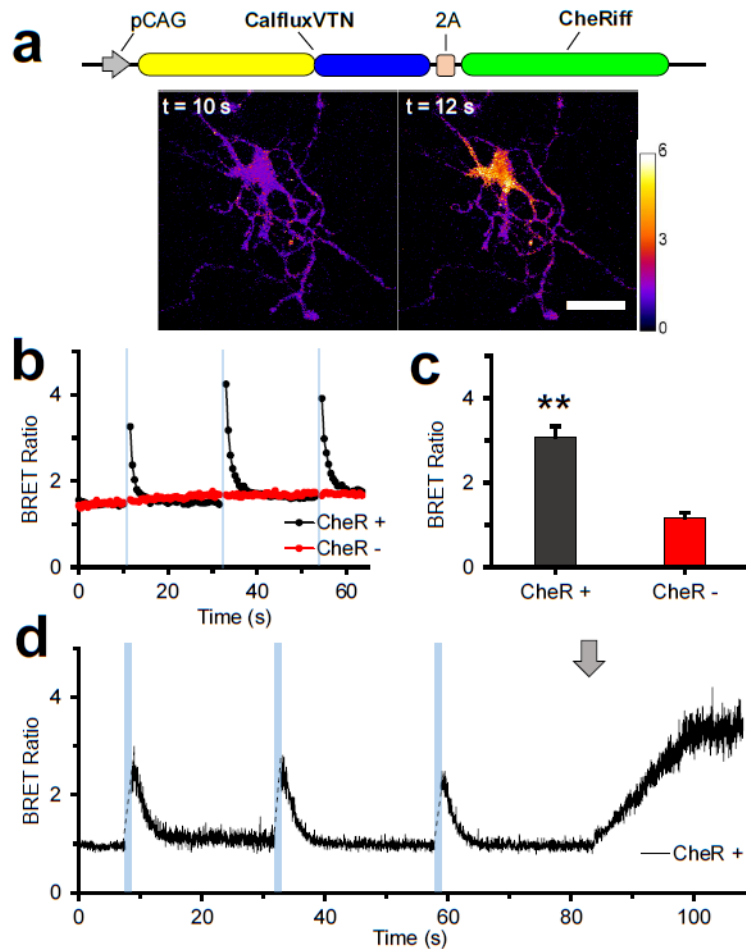 a
pCAG
CalfluxVTN
2A
CheRiff
t = 10 s
t = 12 s
6
3
0
b
BRET Ratio
4
2
0
CheR +
CheR -
0
20
40
60
Time (s)
c
BRET Ratio
4
2
0
**
CheR +
CheR -
d
BRET Ratio
4
2
0
CheR +
0
20
40
60
80
100
Time (s)